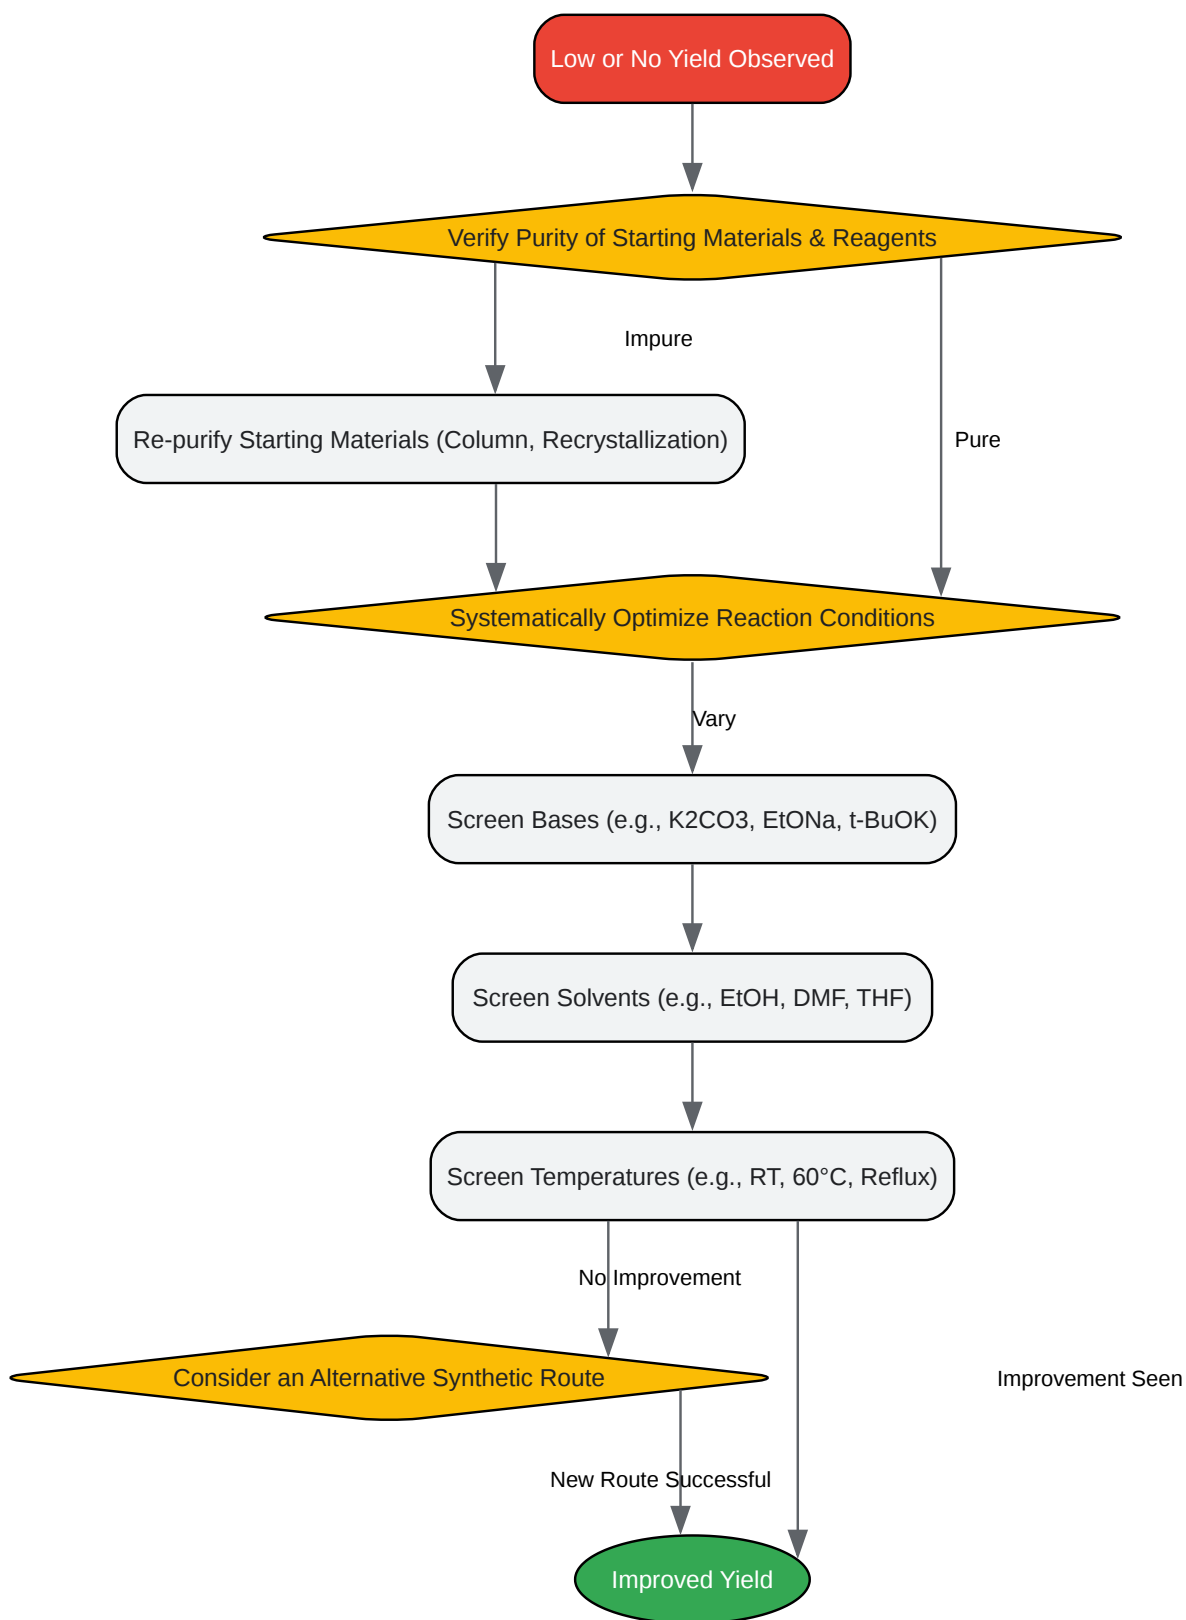 Low or No Yield Observed
Verify Purity of Starting Materials & Reagents
Impure
Re-purify Starting Materials (Column, Recrystallization)
Pure
Systematically Optimize Reaction Conditions
Vary
Screen Bases (e.g., K2CO3, EtONa, t-BuOK)
Screen Solvents (e.g., EtOH, DMF, THF)
Screen Temperatures (e.g., RT, 60°C, Reflux)
No Improvement
Consider an Alternative Synthetic Route
Improvement Seen
New Route Successful
Improved Yield